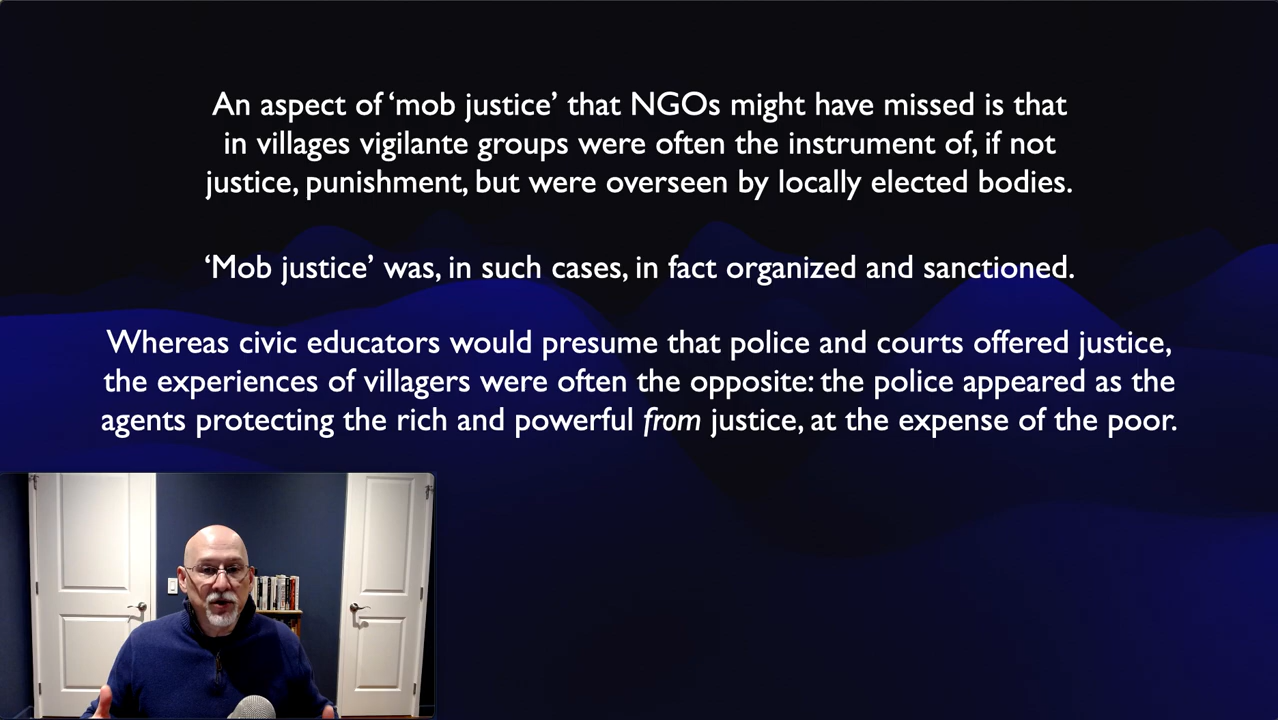 An aspect of ‘mob justice’ that NGOs might have missed is that
in villages vigilante groups were often the instrument of, if not
justice, punishment, but were overseen by locally elected bodies.
‘Mob justice’ was, in such cases, in fact organized and sanctioned.
Whereas civic educators would presume that police and courts offered justice,
the experiences of villagers were often the opposite: the police appeared as the
agents protecting the rich and powerful from justice, at the expense of the poor.